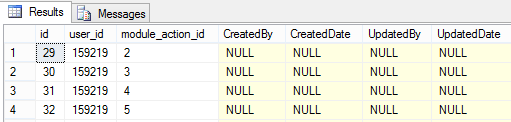 Results Messages
id user_id module_action_id CreatedBy CreatedDate UpdatedBy UpdatedDate
1 29 159219 2 NULL NULL NULL NULL
2 30 159219 3 NULL NULL NULL NULL
3 31 159219 4 NULL NULL NULL NULL
4 32 159219 5 NULL NULL NULL NULL